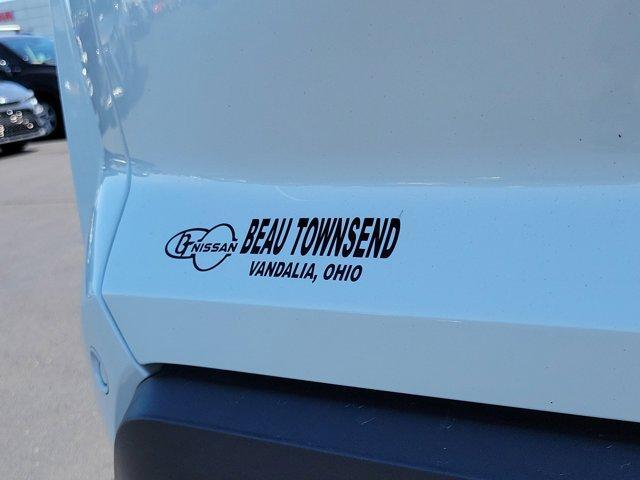 BT NISSAN BEAU TOWNSEND
VANDALIA, OHIO